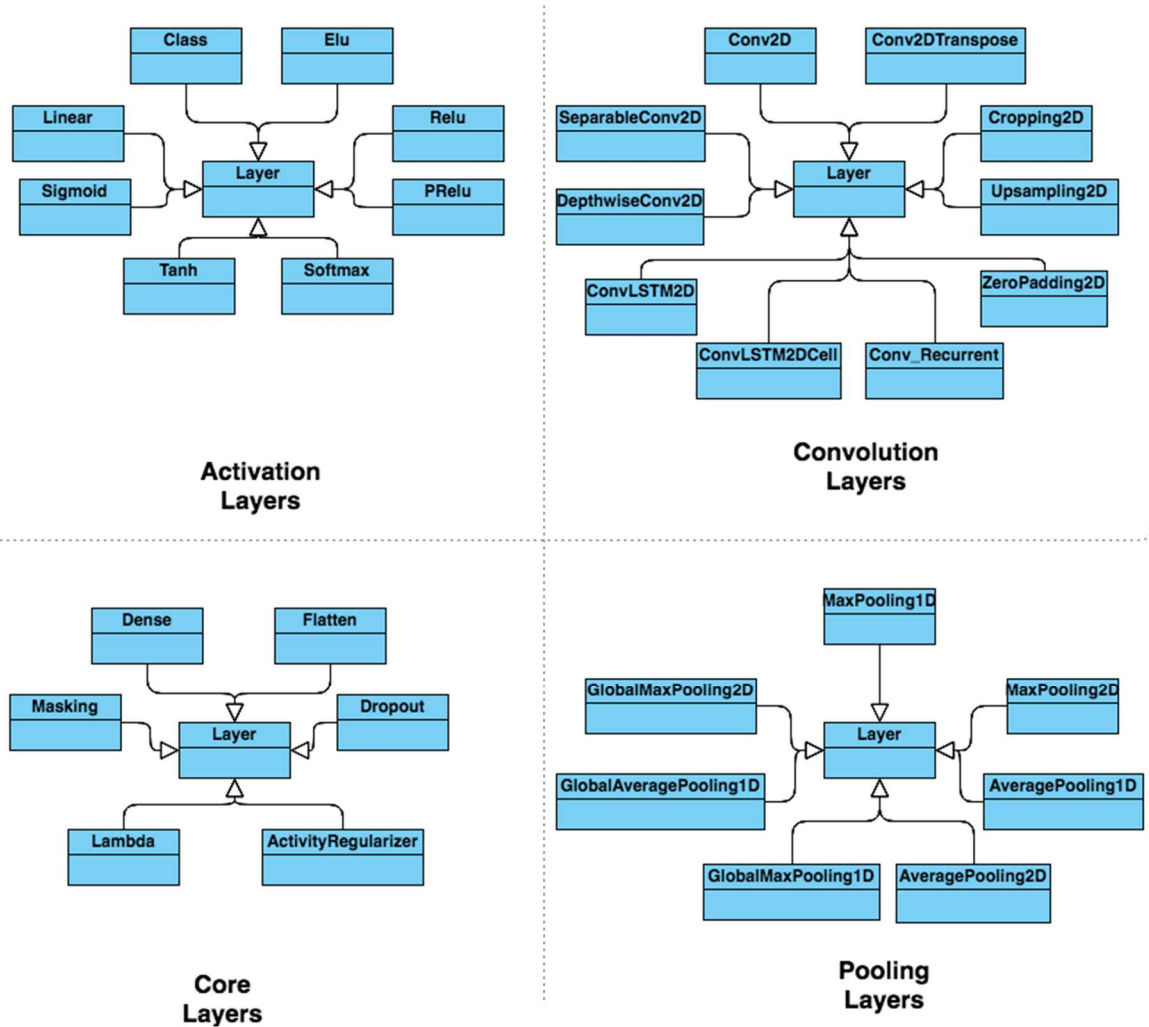 Class
Elu
Linear
Relu
Layer
Sigmoid
PRelu
Tanh
Softmax
Activation
Layers
Conv2D
Conv2DTranspose
SeparableConv2D
Cropping2D
Layer
DepthwiseConv2D
Upsampling2D
ConvLSTM2D
ZeroPadding2D
ConvLSTM2DCell
Conv_Recurrent
Convolution
Layers
Dense
Flatten
Masking
Dropout
Layer
Lambda
ActivityRegularizer
Core
Layers
MaxPooling1D
GlobalMaxPooling2D
MaxPooling2D
Layer
GlobalAveragePooling1D
AveragePooling1D
GlobalMaxPooling1D
AveragePooling2D
Pooling
Layers